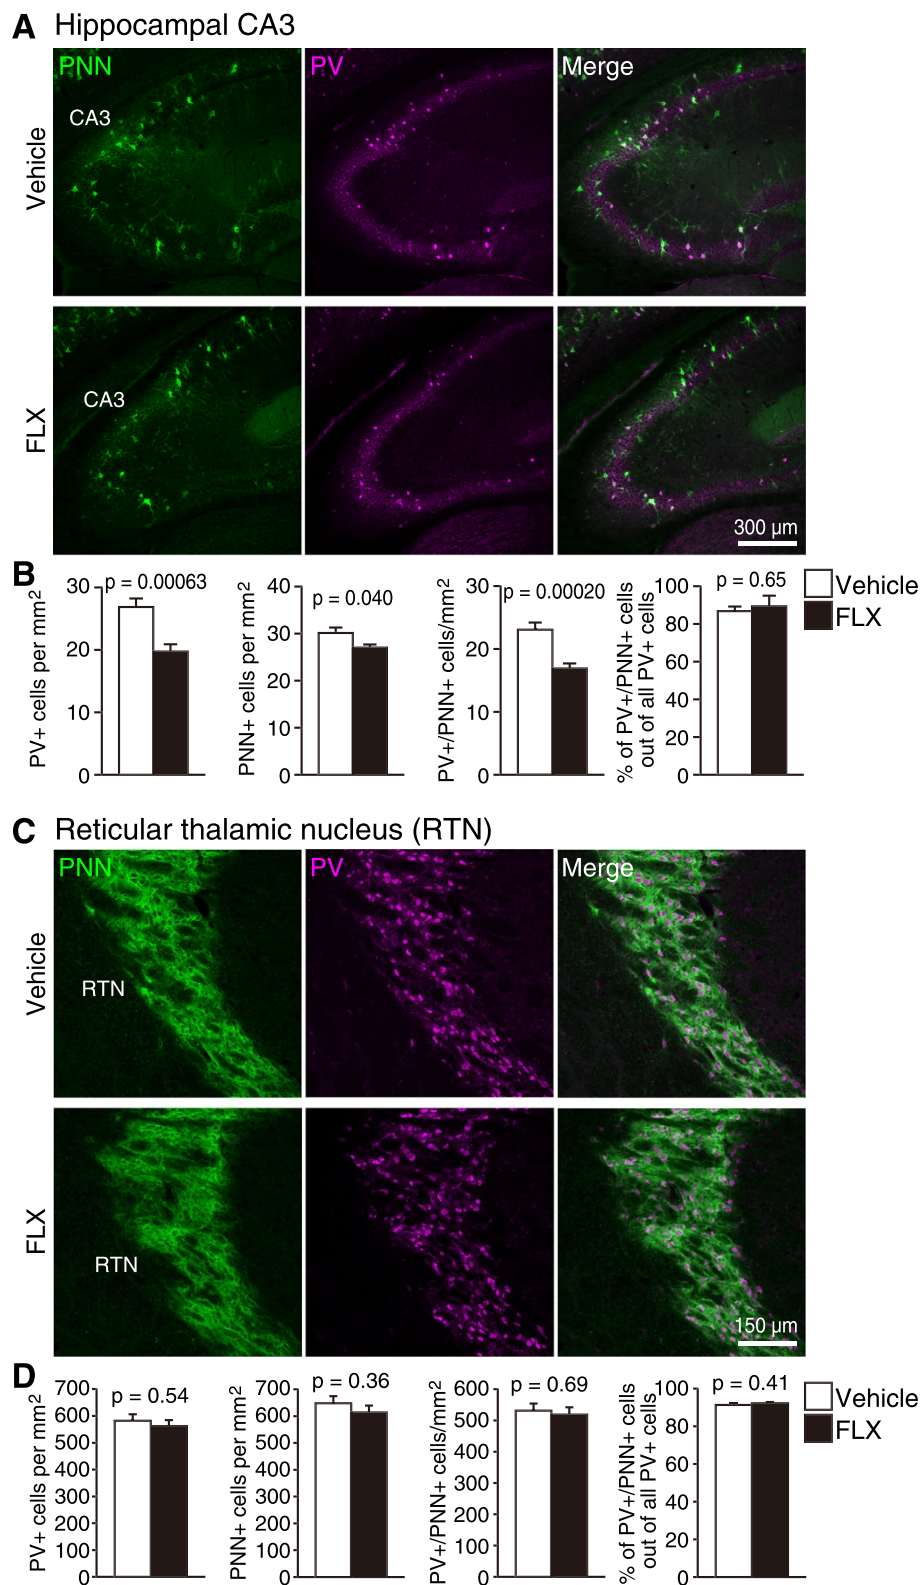 A Hippocampal CA3
PNN PV Merge
CA3
Vehicle
CA3
FLX
300 μm
B
PV+ cells per mm2
p = 0.00063
30
20
10
0
PNN+ cells per mm2
p = 0.040
40
30
20
10
0
PV+/PNN+ cells/mm2
p = 0.00020
30
20
10
0
% of PV+/PNN+ cells
out of all PV+ cells
p = 0.65
100
80
60
40
20
0
Vehicle
FLX
C Reticular thalamic nucleus (RTN)
PNN PV Merge
Vehicle
RTN
FLX
RTN
150 μm
D
PV+ cells per mm2
p = 0.54
700
600
500
400
300
200
100
0
PNN+ cells per mm2
p = 0.36
700
600
500
400
300
200
100
0
PV+/PNN+ cells/mm2
p = 0.69
600
500
400
300
200
100
0
% of PV+/PNN+ cells
out of all PV+ cells
p = 0.41
100
80
60
40
20
0
Vehicle
FLX